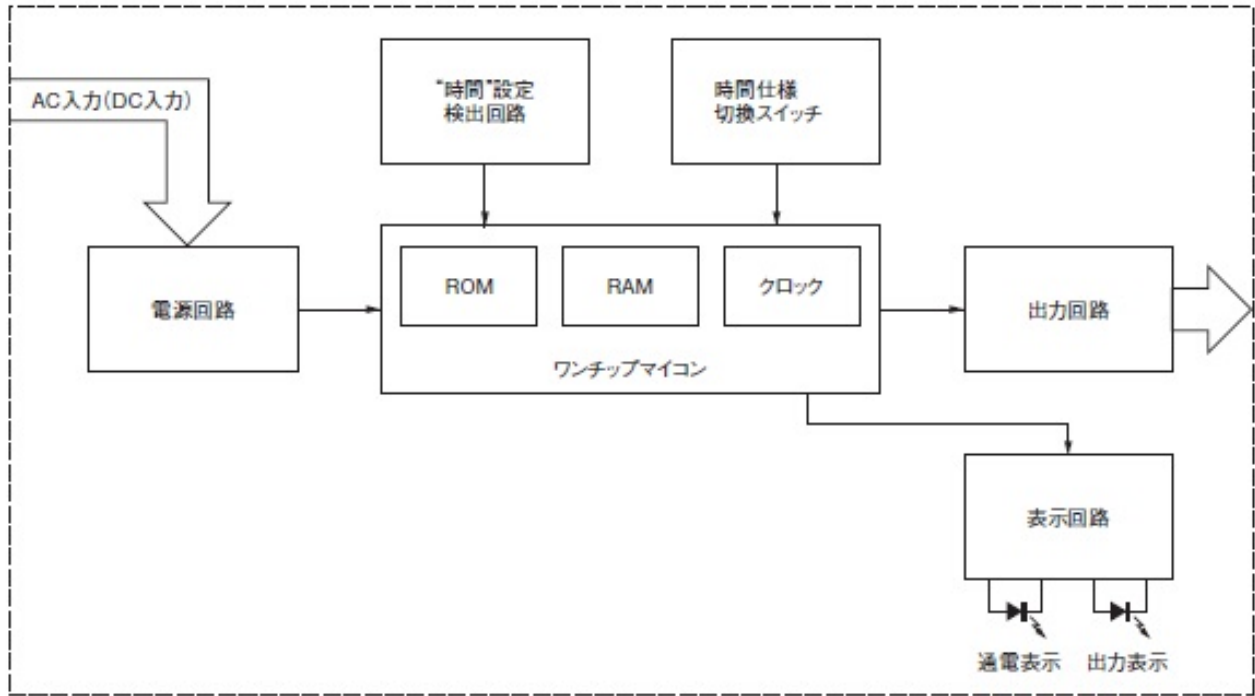 AC入力(DC入力)
“時間”設定
検出回路
時間仕様
切換スイッチ
電源回路
ROM
RAM
クロック
ワンチップマイコン
出力回路
表示回路
通電表示
出力表示